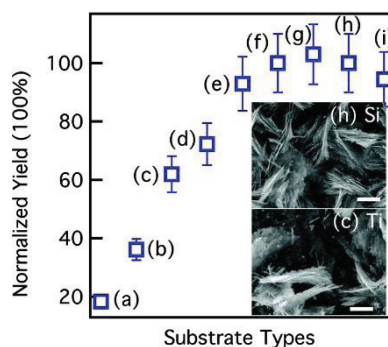 Normalized Yield (100%)
100
80
60
40
20
(a)
(b)
(c)
(d)
(e)
(f)
(g)
(h)
(i)
(h) Si
(c) Ti
Substrate Types